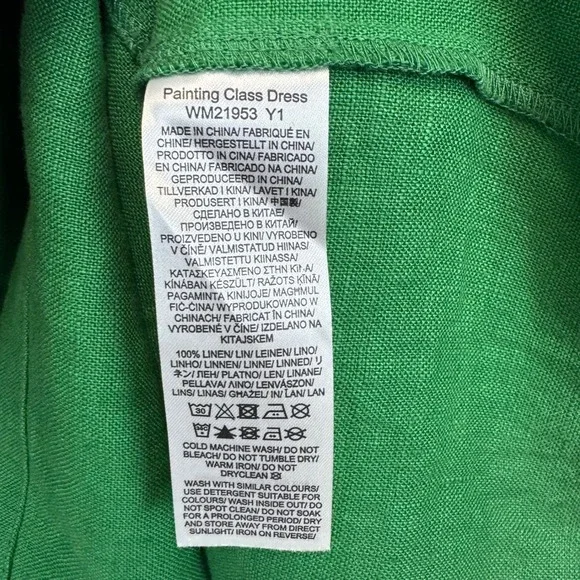 Painting Class Dress
WM21953 Y1
MADE IN CHINA/ FABRIQUÉ EN
CHINE/ HERGESTELLT IN CHINA/
PRODOTTO IN CINA/ FABRICADO
EN CHINA/ FABRICADO NA CHINA/
GEPRODUCEERD IN CHINA/
TILLVERKAD I KINA/ LAVET I KINA/
PRODUSERT I KINA/ 中国製/
СДЕЛАНО В КИТАЕ/
ПРОИЗВЕДЕНО В КИТАЙ/
PROIZVEDENO U KINI/ VYROBENO
V ČÍNĚ/ VALMISTATUD HIINAS/
VALMISTETTU KIINASSA/
ΚΑΤΑΣΚΕΥΑΣΜΕΝΟ ΣΤΗΝ ΚΙΝΑ/
KÍNÁBAN KÉSZÜLT/ RAŽOTS ĶĪNĀ/
PAGAMINTA KINIJOJE/ MAGĦMUL
FIĊ-ĊINA/ WYPRODUKOWANO W
CHINACH/ FABRICAT ÎN CHINA/
VYROBENÉ V ČÍNE/ IZDELANO NA
KITAJSKEM
100% LINEN/ LIN/ LEINEN/ LINO/
LINHO/ LINNEN/ LINNE/ LINNED/ リ
ネン/ ЛЕН/ PLATNO/ LEN/ LINANE/
PELLAVA/ ΛΙΝΟ/ LENVÁSZON/
LINS/ LINAS/ GĦAŻEL/ IN/ ĽAN/ LAN
30
COLD MACHINE WASH/ DO NOT
BLEACH/ DO NOT TUMBLE DRY/
WARM IRON/ DO NOT
DRYCLEAN
WASH WITH SIMILAR COLOURS/
USE DETERGENT SUITABLE FOR
COLOURS/ WASH INSIDE OUT/ DO
NOT SPOT CLEAN/ DO NOT SOAK
FOR A PROLONGED PERIOD/ DRY
AND STORE AWAY FROM DIRECT
SUNLIGHT/ IRON ON REVERSE/